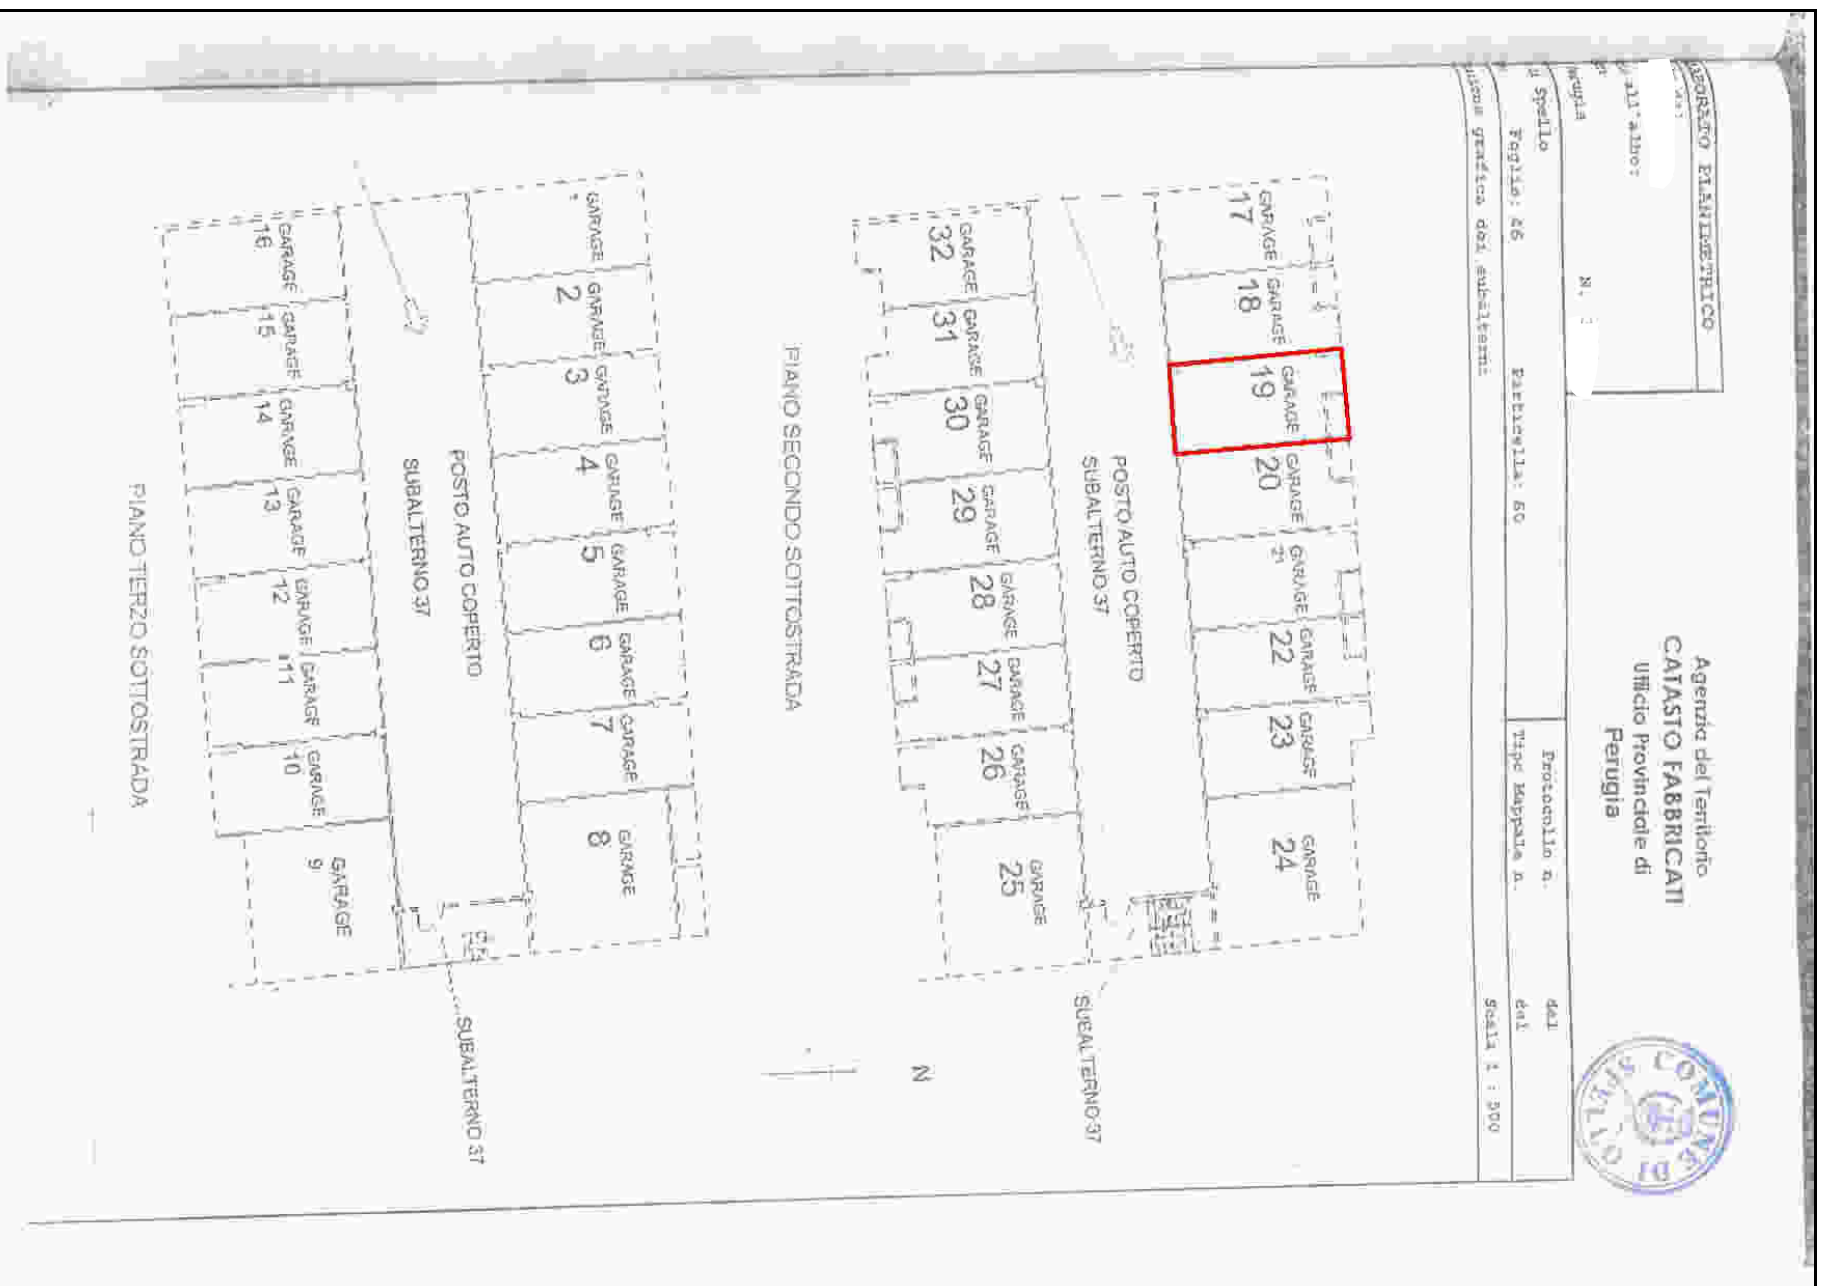 ELABORATO PLANIMETRICO
all'albo:
N.
Agenzia del Territorio
CATASTO FABBRICATI
Ufficio Provinciale di
Perugia
Spello
Foglio: 46
Particella: 60
Protocollo n.
del
Tipo Mappale n.
del
grafica dei subalterni
Scala 1 : 500
GARAGE
17
GARAGE
18
GARAGE
19
GARAGE
20
GARAGE
21
GARAGE
22
GARAGE
23
GARAGE
24
POSTO AUTO COPERTO
SUBALTERNO 37
SUBALTERNO 37
GARAGE
32
GARAGE
31
GARAGE
30
GARAGE
29
GARAGE
28
GARAGE
27
GARAGE
26
GARAGE
25
PIANO SECONDO SOTTOSTRADA
N
GARAGE
1
GARAGE
2
GARAGE
3
GARAGE
4
GARAGE
5
GARAGE
6
GARAGE
7
GARAGE
8
POSTO AUTO COPERTO
SUBALTERNO 37
SUBALTERNO 37
GARAGE
16
GARAGE
15
GARAGE
14
GARAGE
13
GARAGE
12
GARAGE
11
GARAGE
10
GARAGE
9
PIANO TERZO SOTTOSTRADA
COMUNE DI SPELLO